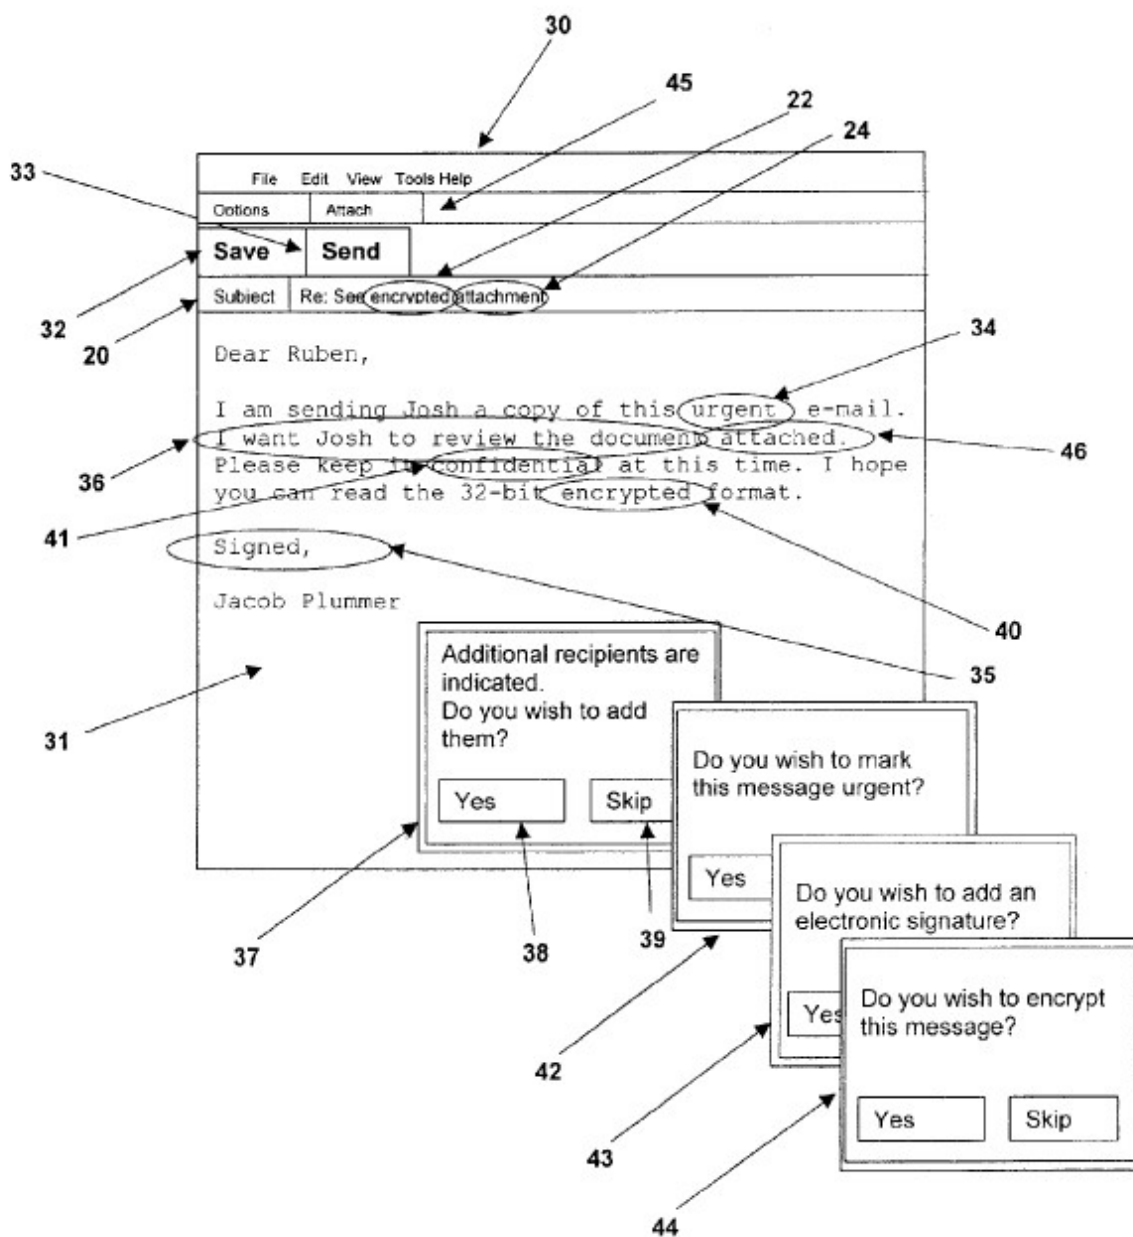 30
45
22
24
33
File Edit View Tools Help
Options Attach
Save Send
Subject Re: See encrypted attachment
32
20
34
Dear Ruben,
I am sending Josh a copy of this urgent e-mail.
I want Josh to review the document attached.
46
36
Please keep it confidential at this time. I hope
you can read the 32-bit encrypted format.
41
Signed,
Jacob Plummer
40
35
31
Additional recipients are
indicated.
Do you wish to add
them?
Yes Skip
Do you wish to mark
this message urgent?
Yes
37
38
39
Do you wish to add an
electronic signature?
Yes
42
Do you wish to encrypt
this message?
Yes Skip
43
44